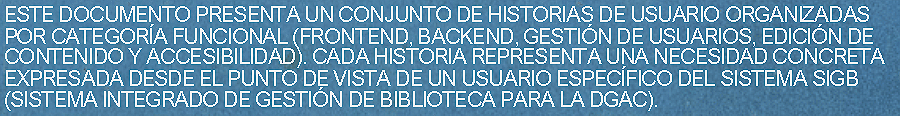 ESTE DOCUMENTO PRESENTA UN CONJUNTO DE HISTORIAS DE USUARIO ORGANIZADAS
POR CATEGORÍA FUNCIONAL (FRONTEND, BACKEND, GESTIÓN DE USUARIOS, EDICIÓN DE
CONTENIDO Y ACCESIBILIDAD). CADA HISTORIA REPRESENTA UNA NECESIDAD CONCRETA
EXPRESADA DESDE EL PUNTO DE VISTA DE UN USUARIO ESPECÍFICO DEL SISTEMA SIGB
(SISTEMA INTEGRADO DE GESTIÓN DE BIBLIOTECA PARA LA DGAC).